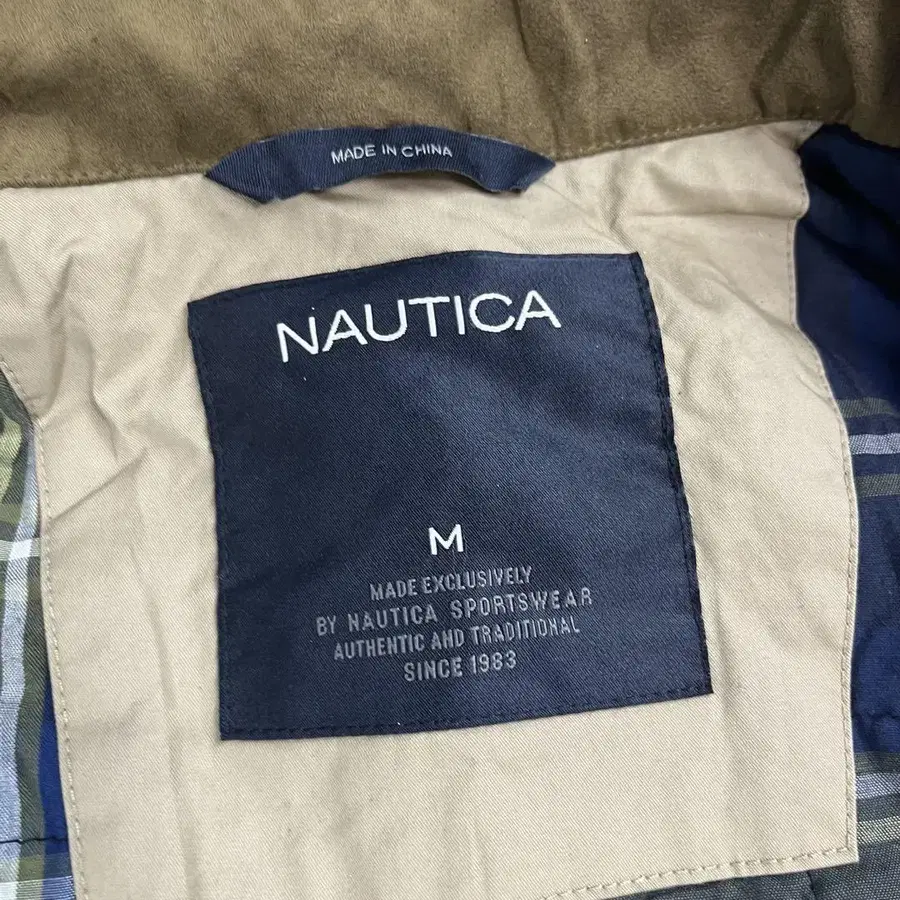 MADE IN CHINA
NAUTICA
M
MADE EXCLUSIVELY
BY NAUTICA SPORTSWEAR
AUTHENTIC AND TRADITIONAL
SINCE 1983